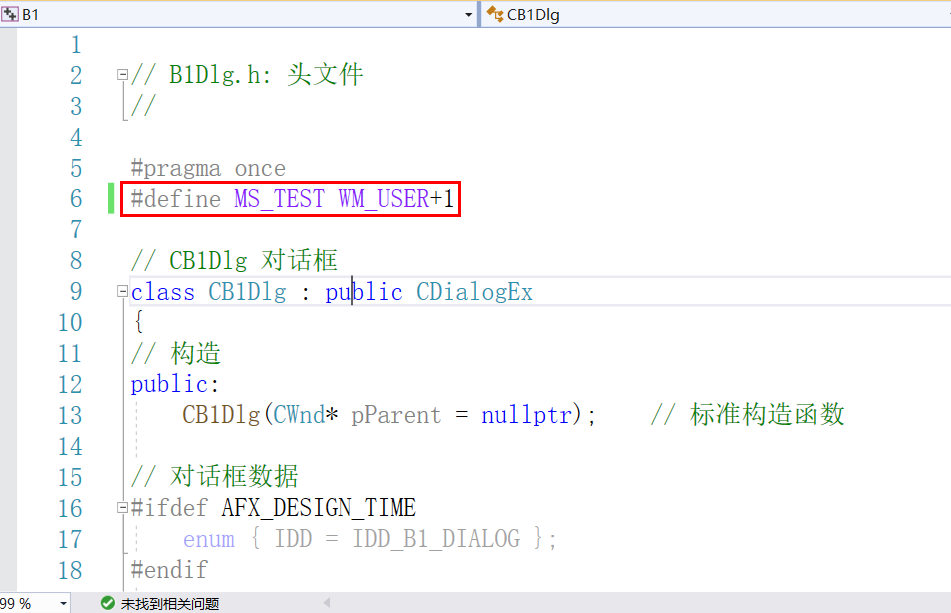 B1 CB1Dlg
1
2 // B1Dlg.h: 头文件
3 //
4
5 #pragma once
6 #define MS_TEST WM_USER+1
7
8 // CB1Dlg 对话框
9 class CB1Dlg : public CDialogEx
10 {
11 // 构造
12 public:
13 CB1Dlg(CWnd* pParent = nullptr); // 标准构造函数
14
15 // 对话框数据
16 #ifdef AFX_DESIGN_TIME
17 enum { IDD = IDD_B1_DIALOG };
18 #endif
99 % 未找到相关问题